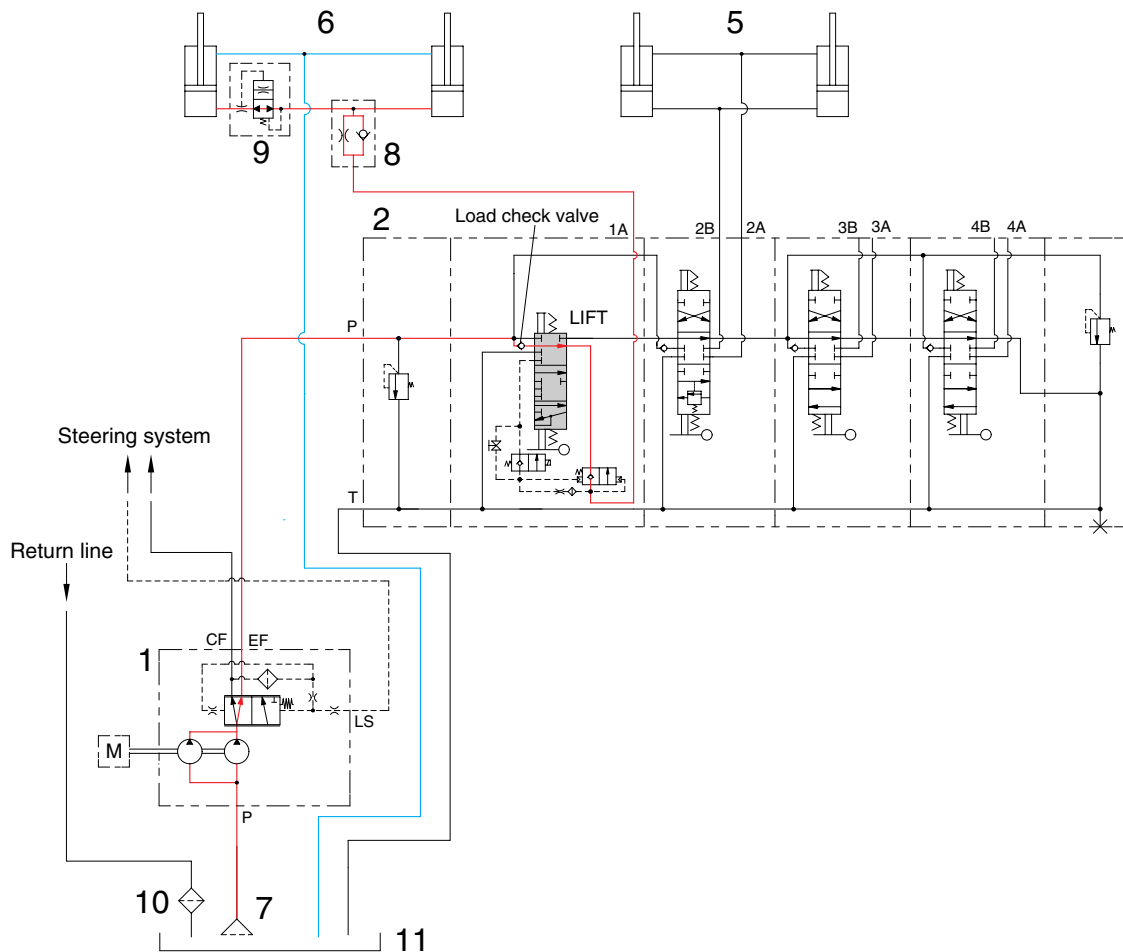 6
5
9
8
2
Load check valve
1A
2B
2A
3B
3A
4B
4A
P
LIFT
Steering system
T
Return line
CF
EF
1
LS
M
P
10
7
11